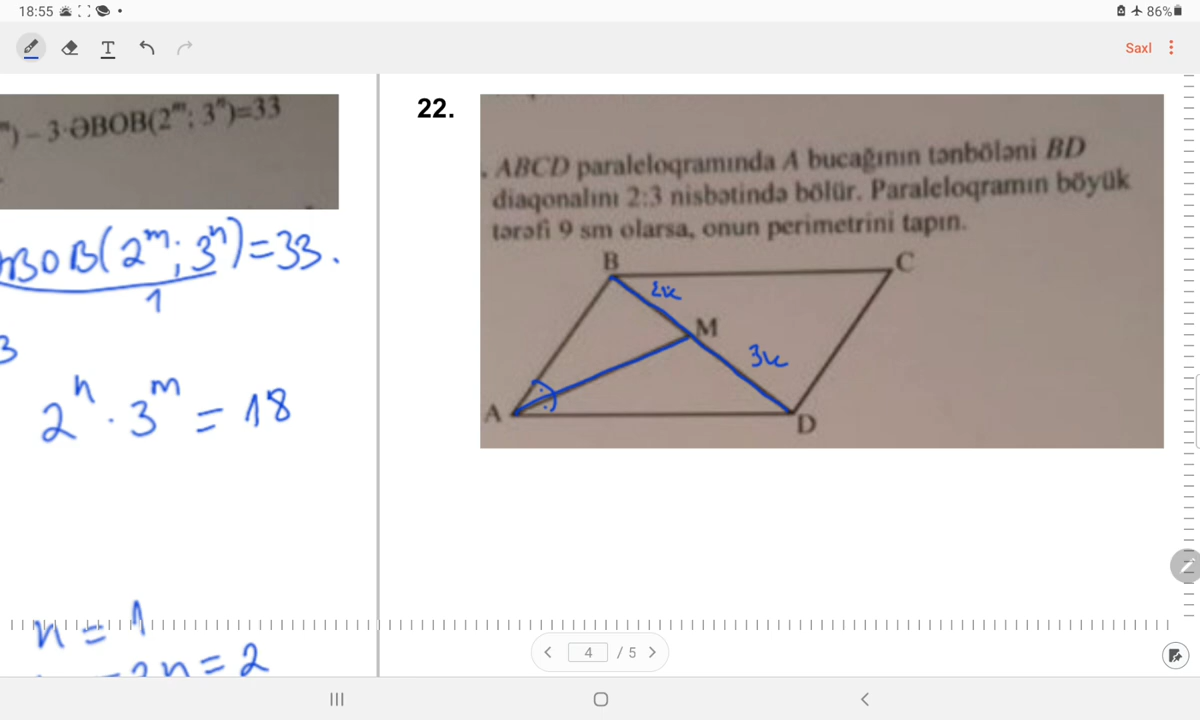 18:55
86%
T
Saxl
) – 3·ƏBOB(2ᵐ; 3ⁿ)=33
BOB(2ᵐ; 3ⁿ)=33.
1
3
2ⁿ · 3ᵐ = 18
n = 1
2n = 2
22.
. ABCD paraleloqramında A bucağının tənböləni BD
diaqonalını 2:3 nisbətində bölür. Paraleloqramın böyük
tərəfi 9 sm olarsa, onun perimetrini tapın.
B
C
2k
M
3k
A
D
4 / 5